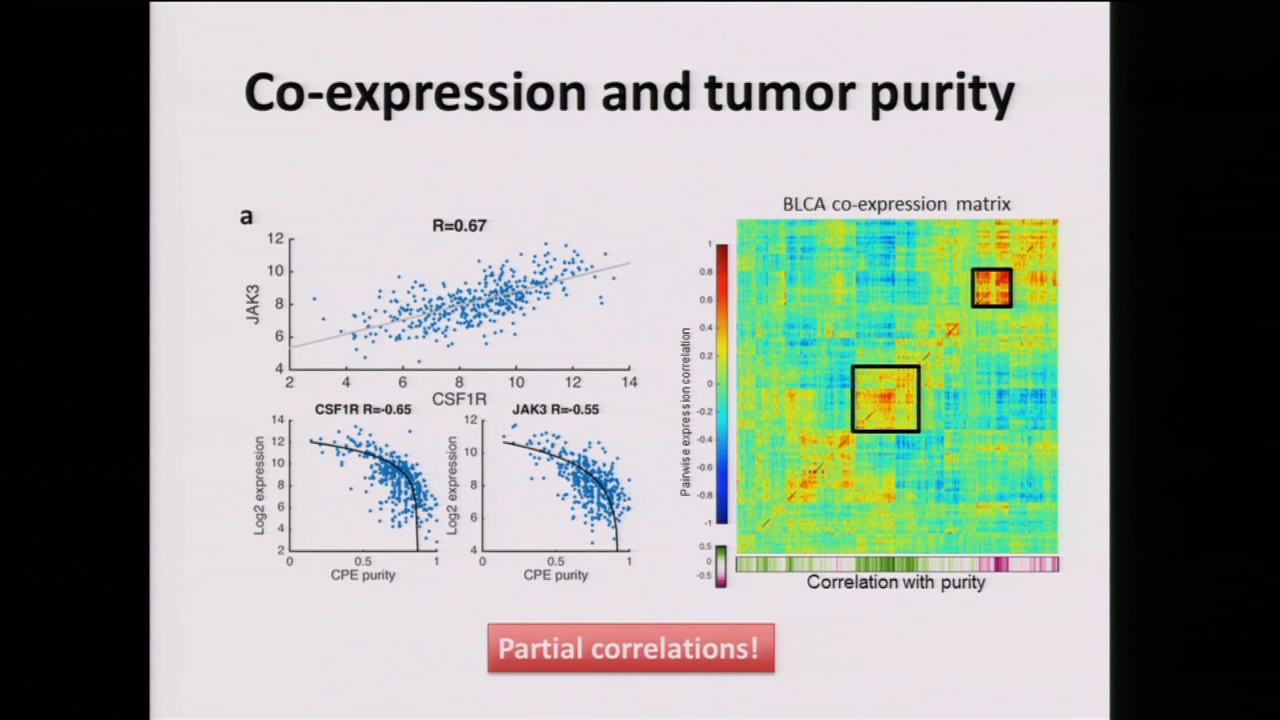 Co-expression and tumor purity
a
R=0.67
JAK3
12
10
8
6
4
2
4
6
8
10
12
14
CSF1R
CSF1R R=-0.65
Log2 expression
14
12
10
8
6
4
2
0
0.5
1
CPE purity
JAK3 R=-0.55
Log2 expression
12
10
8
6
4
0
0.5
1
CPE purity
BLCA co-expression matrix
Pairwise expression correlation
1
0.8
0.6
0.4
0.2
0
-0.2
-0.4
-0.6
-0.8
-1
0.5
0
-0.5
Correlation with purity
Partial correlations!